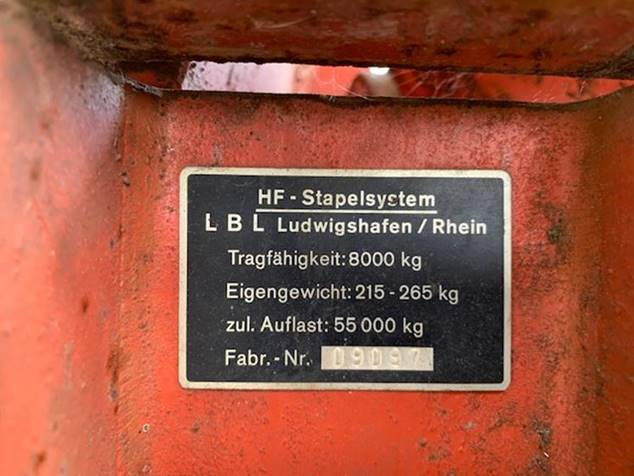 HF - Stapelsystem
L B L Ludwigshafen / Rhein
Tragfähigkeit: 8000 kg
Eigengewicht: 215 - 265 kg
zul. Auflast: 55 000 kg
Fabr. - Nr. 09097